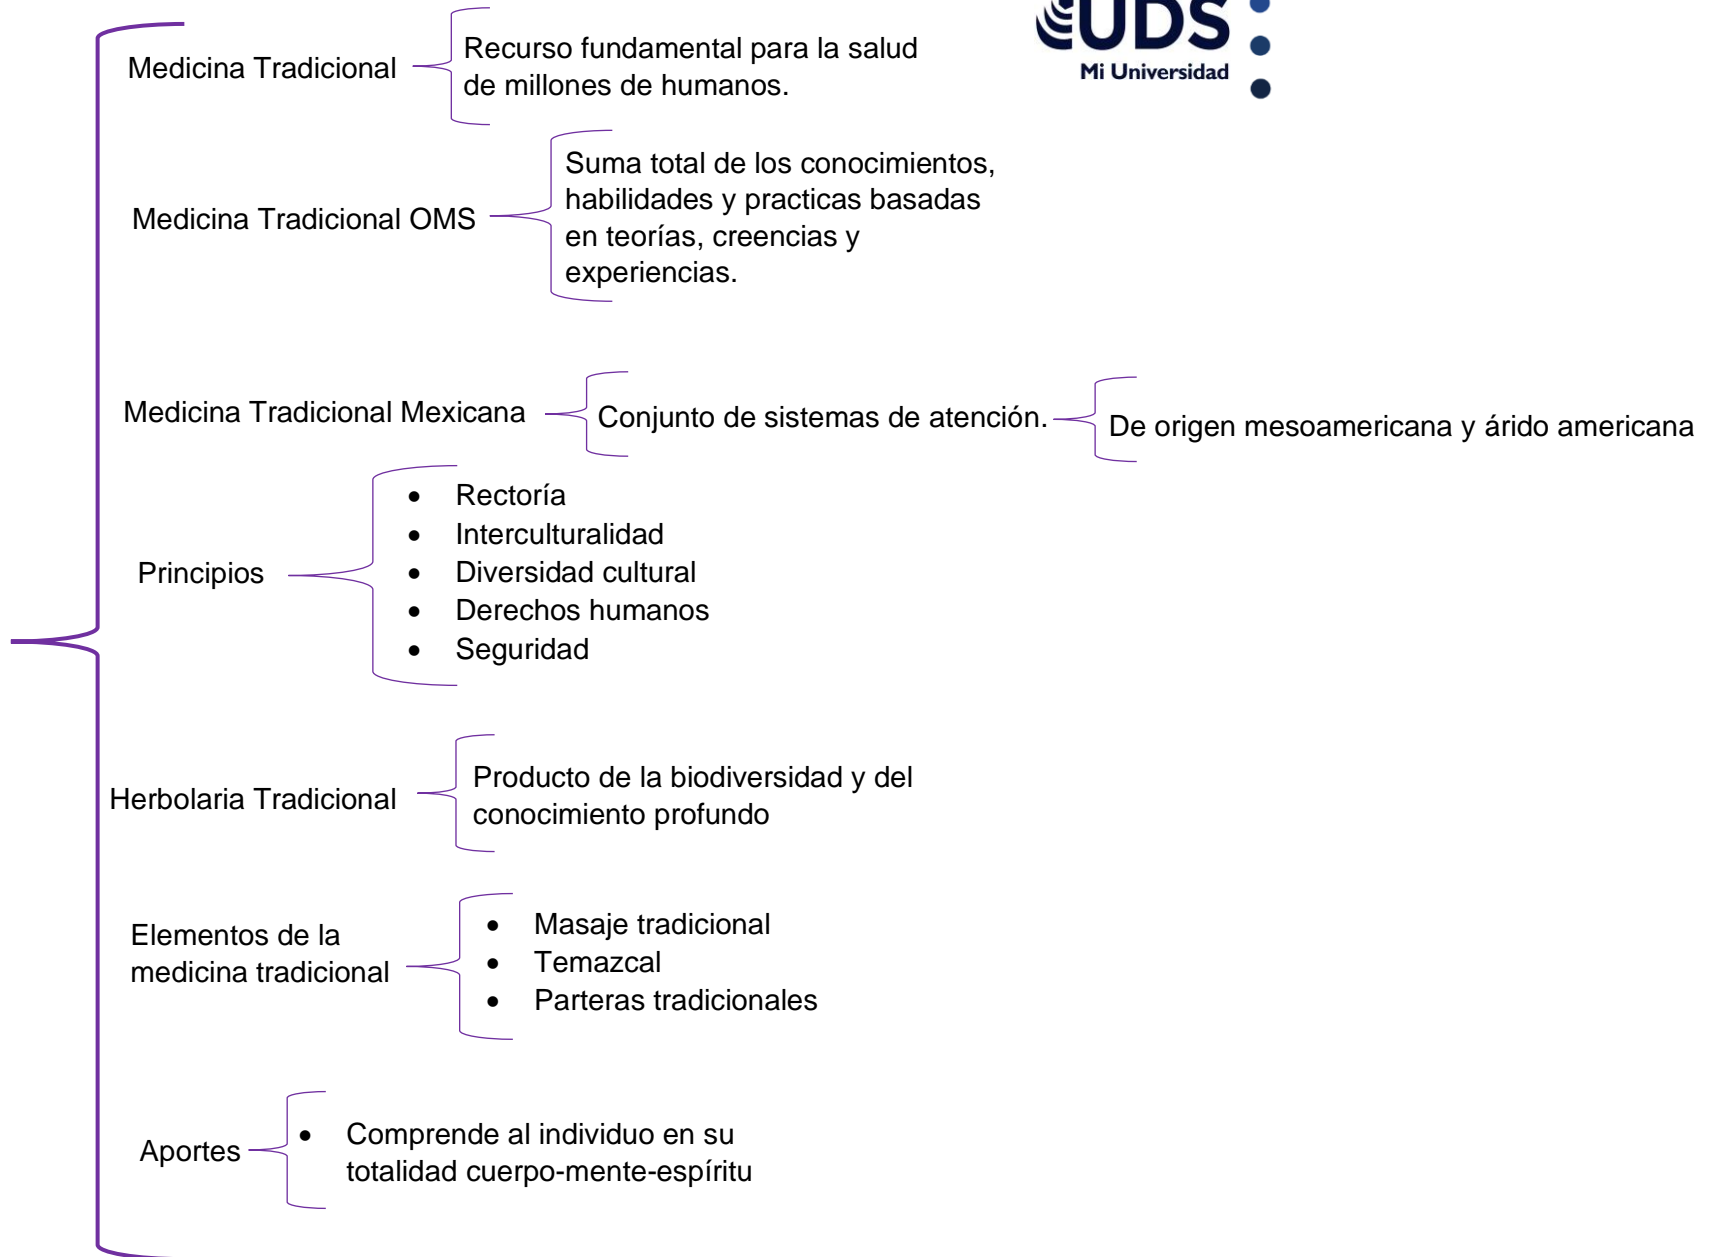 UDS
Mi Universidad
Medicina Tradicional
Recurso fundamental para la salud
de millones de humanos.
Medicina Tradicional OMS
Suma total de los conocimientos,
habilidades y practicas basadas
en teorías, creencias y
experiencias.
Medicina Tradicional Mexicana
Conjunto de sistemas de atención.
De origen mesoamericana y árido americana
Principios
• Rectoría
• Interculturalidad
• Diversidad cultural
• Derechos humanos
• Seguridad
Herbolaria Tradicional
Producto de la biodiversidad y del
conocimiento profundo
Elementos de la
medicina tradicional
• Masaje tradicional
• Temazcal
• Parteras tradicionales
Aportes
• Comprende al individuo en su
totalidad cuerpo-mente-espíritu